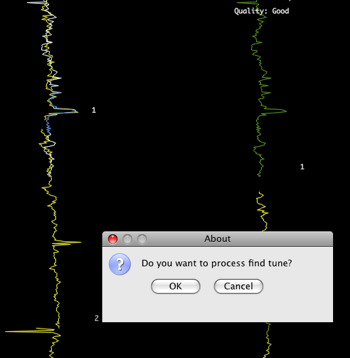 Quality: Good
1
1
About
Do you want to process find tune?
OK
Cancel
2